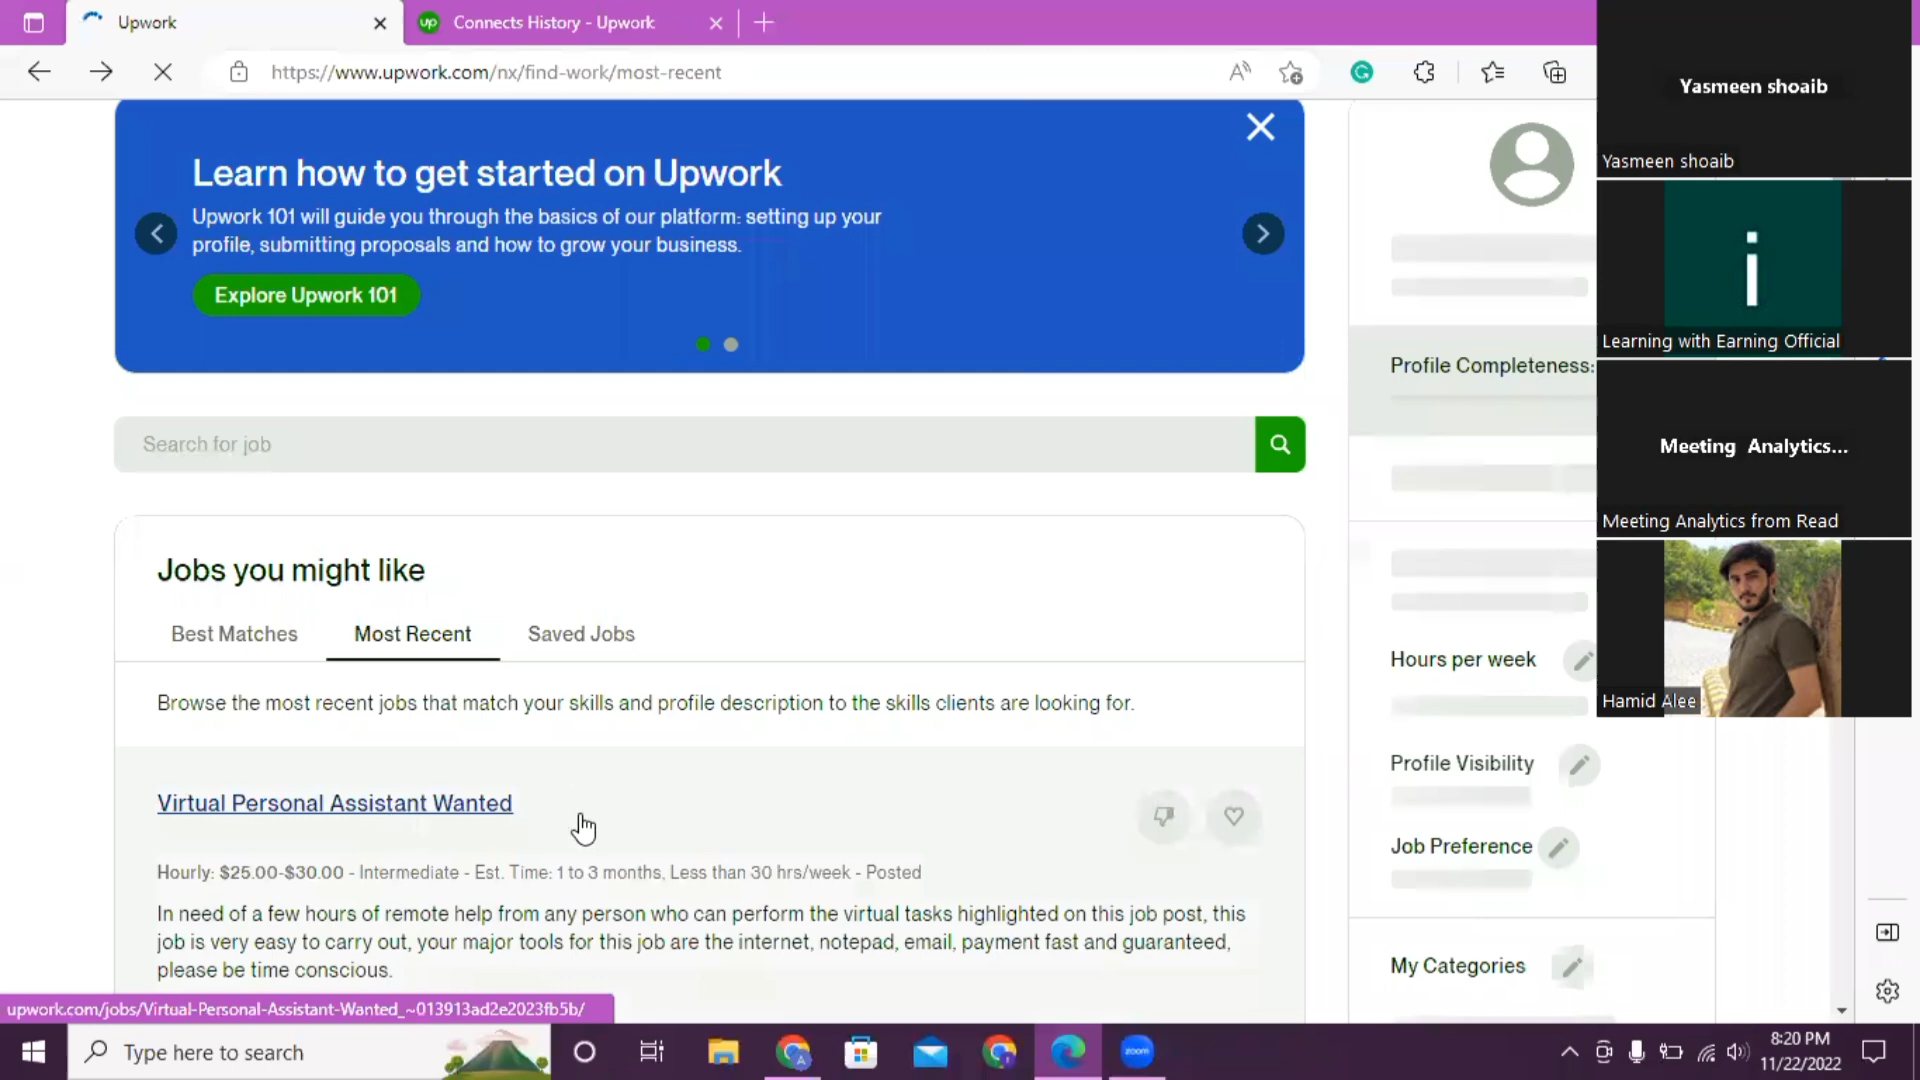 Upwork
up
Connects History - Upwork
https://www.upwork.com/nx/find-work/most-recent
Learn how to get started on Upwork
Upwork 101 will guide you through the basics of our platform: setting up your
profile, submitting proposals and how to grow your business.
Explore Upwork 101
Search for job
Jobs you might like
Best Matches
Most Recent
Saved Jobs
Browse the most recent jobs that match your skills and profile description to the skills clients are looking for.
Virtual Personal Assistant Wanted
Hourly: $25.00-$30.00 - Intermediate - Est. Time: 1 to 3 months, Less than 30 hrs/week - Posted
In need of a few hours of remote help from any person who can perform the virtual tasks highlighted on this job post, this
job is very easy to carry out, your major tools for this job are the internet, notepad, email, payment fast and guaranteed,
please be time conscious.
Profile Completeness:
Hours per week
Profile Visibility
Job Preference
My Categories
Yasmeen shoaib
Yasmeen shoaib
i
Learning with Earning Official
Meeting Analytics...
Meeting Analytics from Read
Hamid Alee
upwork.com/jobs/Virtual-Personal-Assistant-Wanted_~013913ad2e2023fb5b/
Type here to search
zoom
8:20 PM
11/22/2022